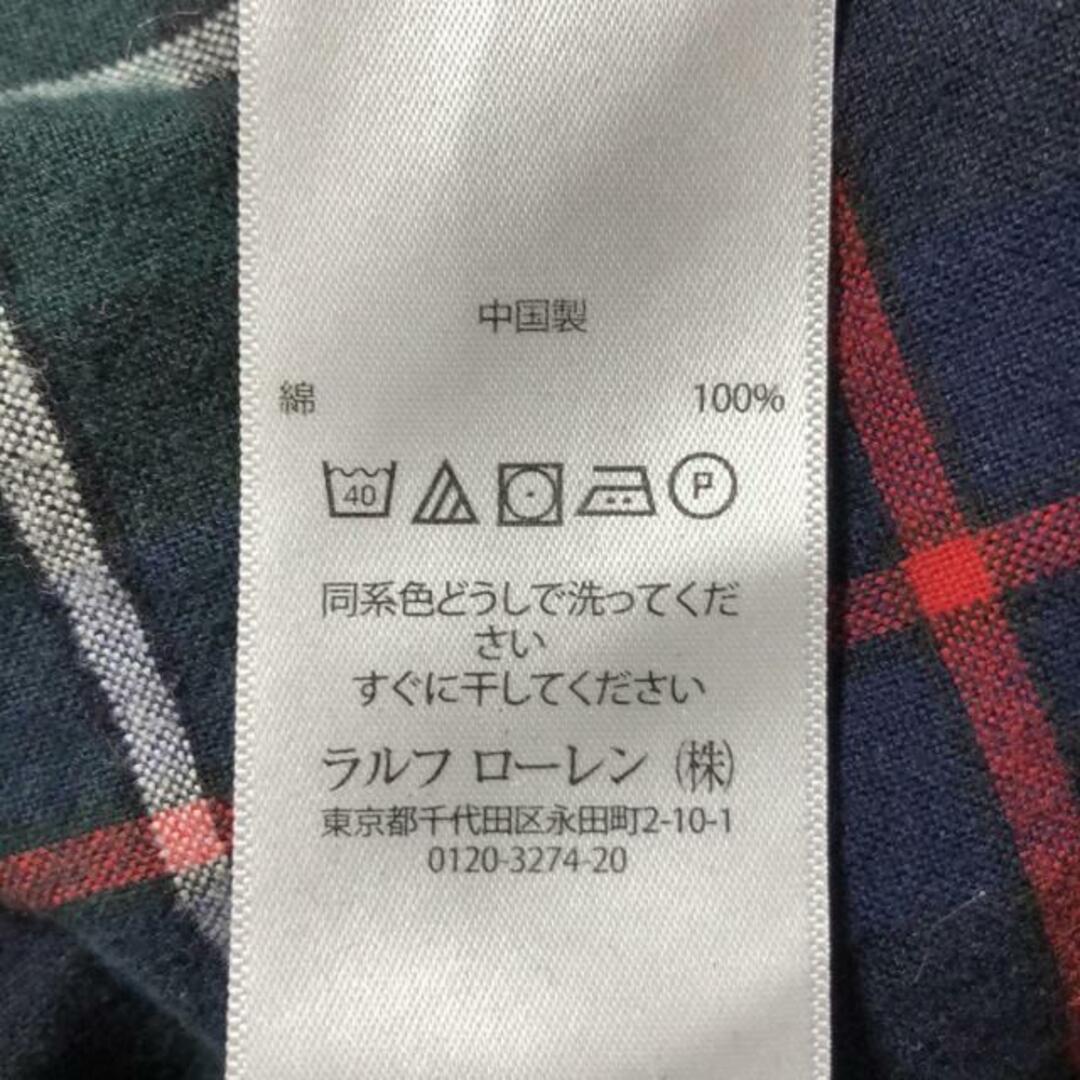 中国製
綿 100%
40 P
同系色どうしで洗ってくだ
さい
すぐに干してください
ラルフ ローレン (株)
東京都千代田区永田町2-10-1
0120-3274-20